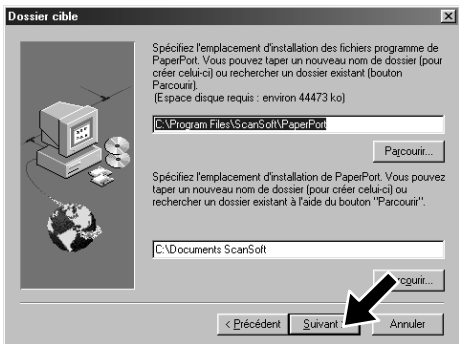 Dossier cible
Spécifiez l'emplacement d'installation des fichiers programme de
PaperPort. Vous pouvez taper un nouveau nom de dossier (pour
créer celui-ci) ou rechercher un dossier existant (bouton
Parcourir).
(Espace disque requis : environ 44473 ko)
C:\Program Files\ScanSoft\PaperPort
Parcourir...
Spécifiez l'emplacement d'installation de PaperPort. Vous pouvez
taper un nouveau nom de dossier (pour créer celui-ci) ou
rechercher un dossier existant à l'aide du bouton "Parcourir".
C:\Documents ScanSoft
rcourir...
< Précédent
Suivant
Annuler